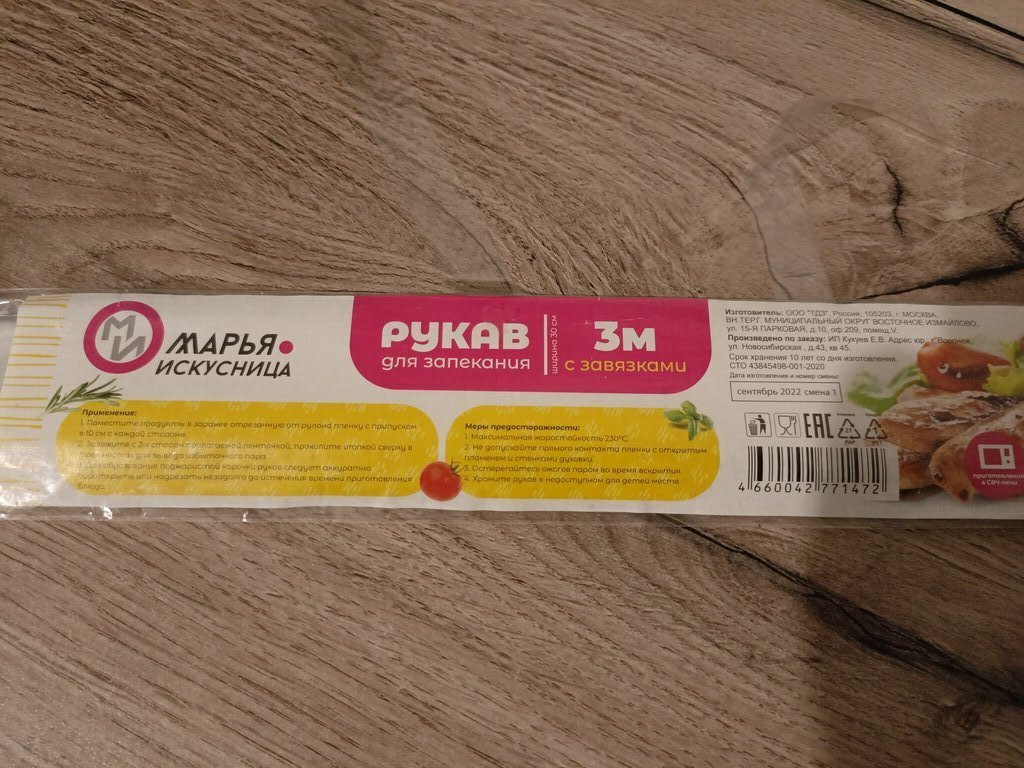 МИ
МАРЬЯ
ИСКУСНИЦА
РУКАВ
для запекания
ширина 30 см
3м
с завязками
Применение:
1. Поместите продукты в заранее отрезанную от рулона пленку с припуском
в 10 см с каждой стороны.
2. Завяжите с 2-х сторон прилагаемой ленточкой, проколите иголкой сверху в
трех местах, для вывода избыточного пара.
3. Для образования поджаристой корочки рукав следует аккуратно
приоткрыть или надрезать незадолго до истечения времени приготовления
блюда.
Меры предосторожности:
1. Максимальная жаростойкость 230°С.
2. Не допускайте прямого контакта пленки с открытым
пламенем и стенками духовки.
3. Остерегайтесь ожогов паром во время вскрытия.
4. Храните рукав в недоступном для детей месте.
Изготовитель: ООО "ТДЗ", Россия, 105203, г. МОСКВА,
ВН.ТЕР.Г. МУНИЦИПАЛЬНЫЙ ОКРУГ ВОСТОЧНОЕ ИЗМАЙЛОВО,
ул. 15-Я ПАРКОВАЯ, д.10, оф.209, помещ.V.
Произведено по заказу: ИП Кукуев Е.В. Адрес юр.: г. Воронеж,
ул. Новосибирская, д.43, кв 45.
Срок хранения 10 лет со дня изготовления.
СТО 43845498-001-2020
Дата изготовления и номер смены:
сентябрь 2022 смена 1
EAC
21
4 660042 771472
приготовление
в СВЧ-печи